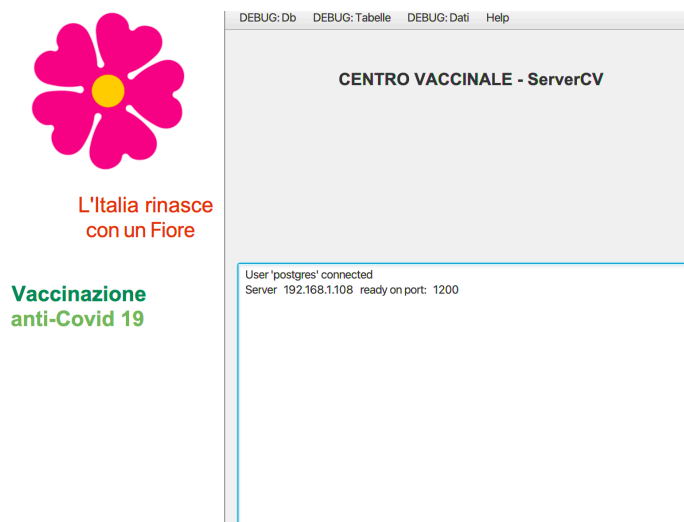 DEBUG: Db DEBUG: Tabelle DEBUG: Dati Help
CENTRO VACCINALE - ServerCV
L'Italia rinasce
con un Fiore
Vaccinazione
anti-Covid 19
User 'postgres' connected
Server 192.168.1.108 ready on port: 1200